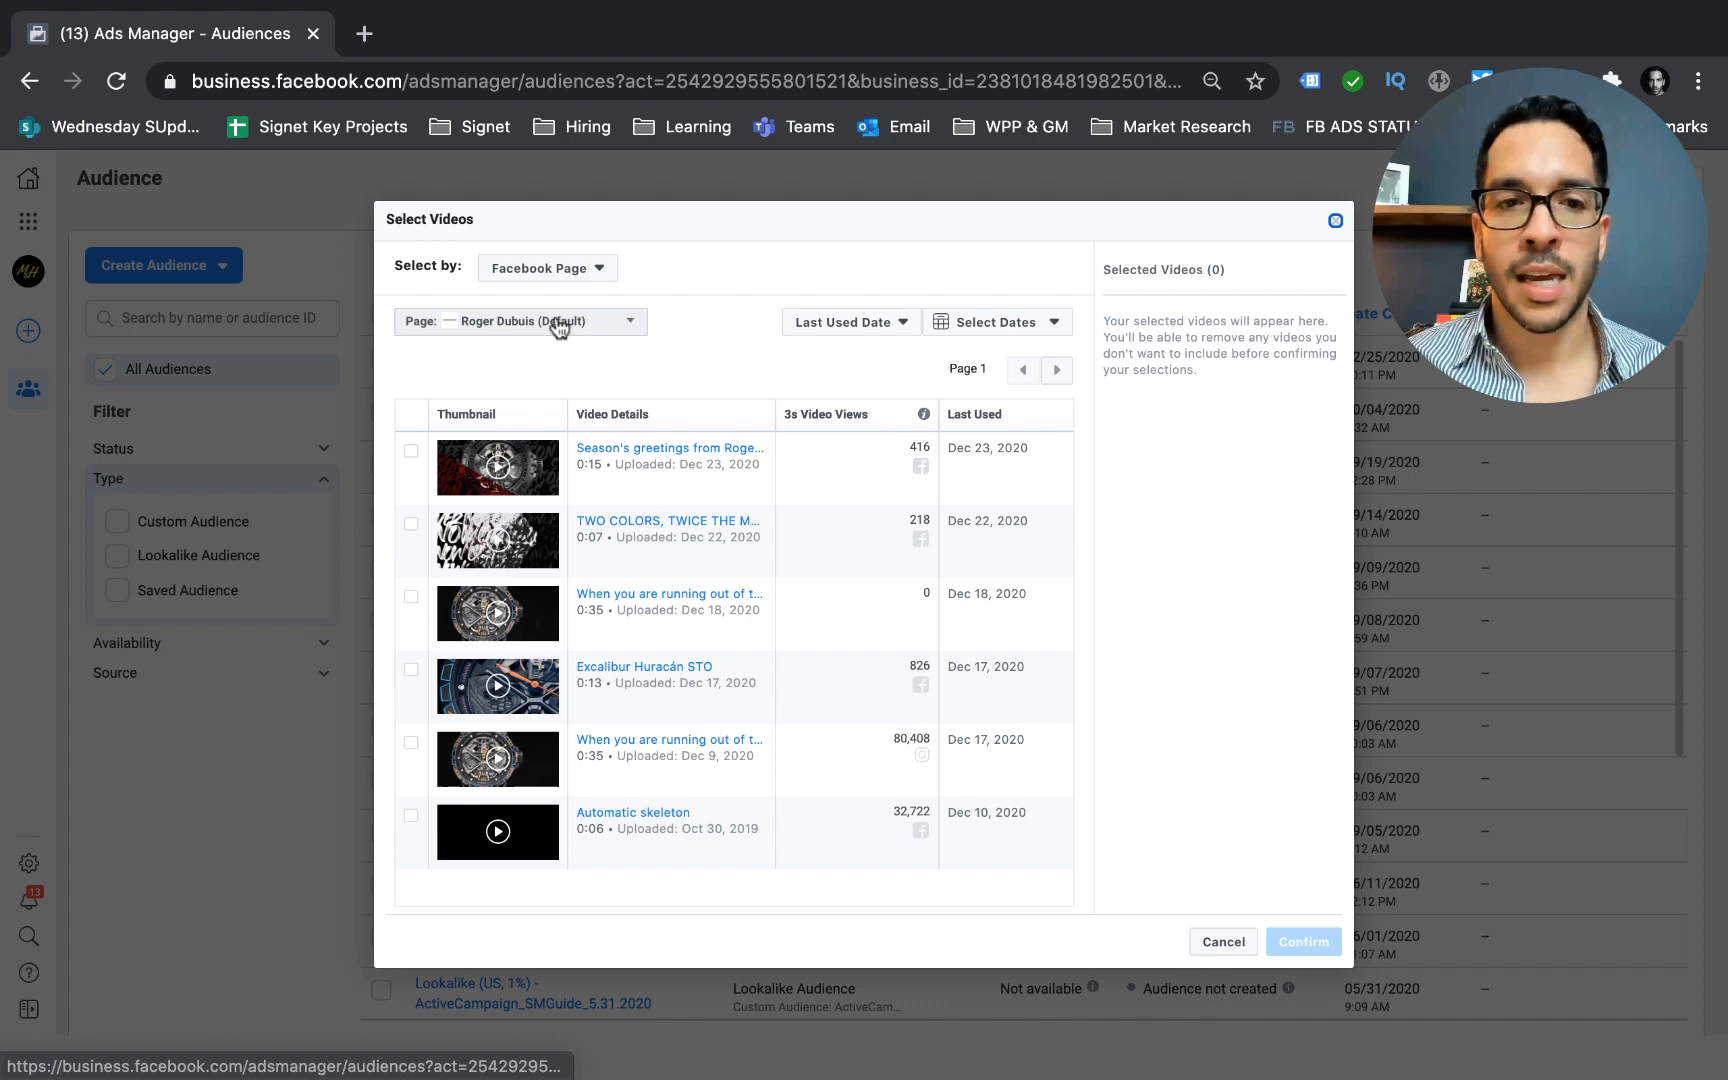 (13) Ads Manager - Audiences
business.facebook.com/adsmanager/audiences?act=2542929555801521&business_id=2381018481982501&...
Wednesday SUpd...
Signet Key Projects
Signet
Hiring
Learning
Teams
Email
WPP & GM
Market Research
FB ADS STATU
marks
Audience
Create Audience
Search by name or audience ID
All Audiences
Filter
Status
Type
Custom Audience
Lookalike Audience
Saved Audience
Availability
Source
13
Select Videos
Select by:
Facebook Page
Page: Roger Dubuis (Default)
Last Used Date
Select Dates
Page 1
Thumbnail
Video Details
3s Video Views
Last Used
Season's greetings from Roge...
0:15 • Uploaded: Dec 23, 2020
416
Dec 23, 2020
TWO COLORS, TWICE THE M...
0:07 • Uploaded: Dec 22, 2020
218
Dec 22, 2020
When you are running out of t...
0:35 • Uploaded: Dec 18, 2020
0
Dec 18, 2020
Excalibur Huracán STO
0:13 • Uploaded: Dec 17, 2020
826
Dec 17, 2020
When you are running out of t...
0:35 • Uploaded: Dec 9, 2020
80,408
Dec 17, 2020
Automatic skeleton
0:06 • Uploaded: Oct 30, 2019
32,722
Dec 10, 2020
Selected Videos (0)
Your selected videos will appear here.
You'll be able to remove any videos you
don't want to include before confirming
your selections.
Cancel
Confirm
ate C
2/25/2020
0:11 PM
0/04/2020
--
:32 AM
9/19/2020
--
2:28 PM
9/14/2020
--
:10 AM
9/09/2020
--
:36 PM
9/08/2020
--
:59 AM
9/07/2020
--
:51 PM
9/06/2020
--
0:03 AM
9/06/2020
--
0:03 AM
9/05/2020
--
:12 AM
6/11/2020
--
2:12 PM
6/01/2020
--
1:07 AM
Lookalike (US, 1%) -
ActiveCampaign_SMGuide_5.31.2020
Lookalike Audience
Custom Audience: ActiveCam...
Not available
Audience not created
05/31/2020
9:09 AM
--
https://business.facebook.com/adsmanager/audiences?act=25429295...